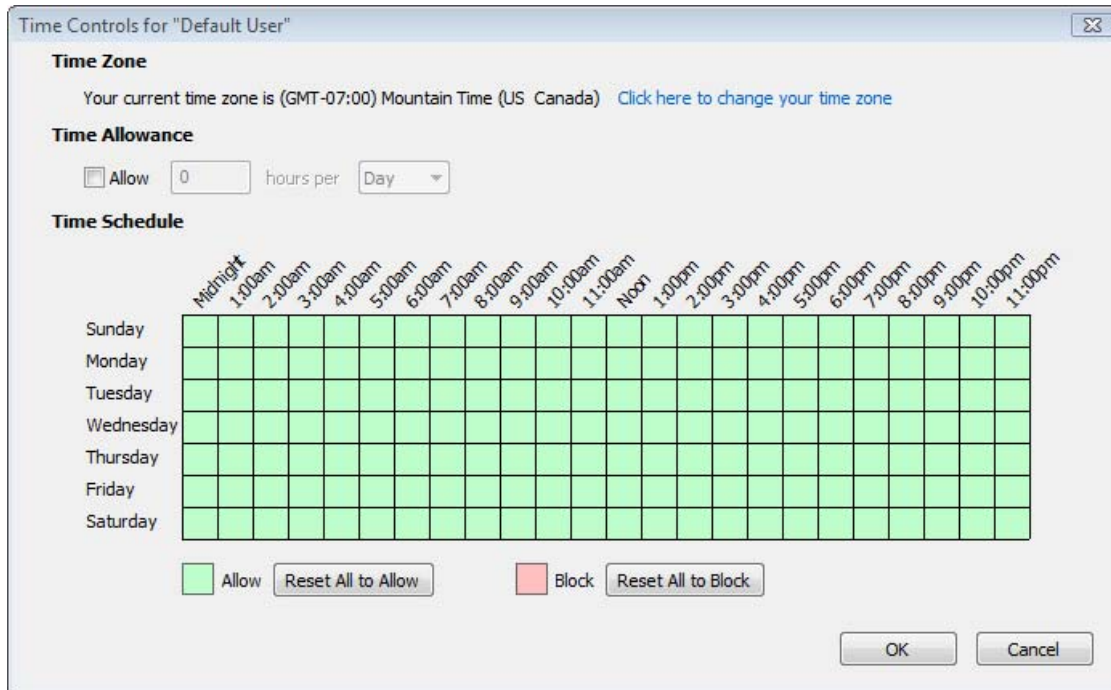 Time Controls for "Default User"
Time Zone
Your current time zone is (GMT-07:00) Mountain Time (US Canada) Click here to change your time zone
Time Allowance
Allow 0 hours per Day
Time Schedule
Midnight 1:00am 2:00am 3:00am 4:00am 5:00am 6:00am 7:00am 8:00am 9:00am 10:00am 11:00am Noon 1:00pm 2:00pm 3:00pm 4:00pm 5:00pm 6:00pm 7:00pm 8:00pm 9:00pm 10:00pm 11:00pm
Sunday
Monday
Tuesday
Wednesday
Thursday
Friday
Saturday
Allow Reset All to Allow Block Reset All to Block
OK Cancel